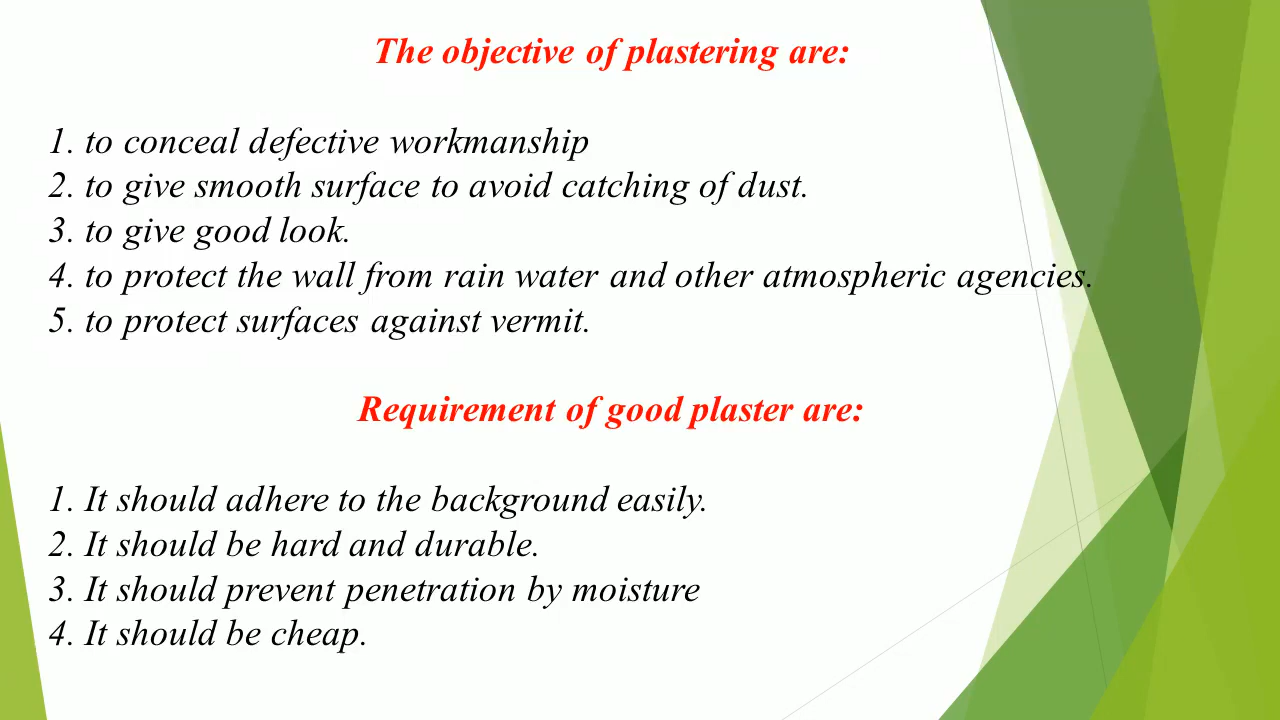 The objective of plastering are:
1. to conceal defective workmanship
2. to give smooth surface to avoid catching of dust.
3. to give good look.
4. to protect the wall from rain water and other atmospheric agencies.
5. to protect surfaces against vermit.
Requirement of good plaster are:
1. It should adhere to the background easily.
2. It should be hard and durable.
3. It should prevent penetration by moisture
4. It should be cheap.